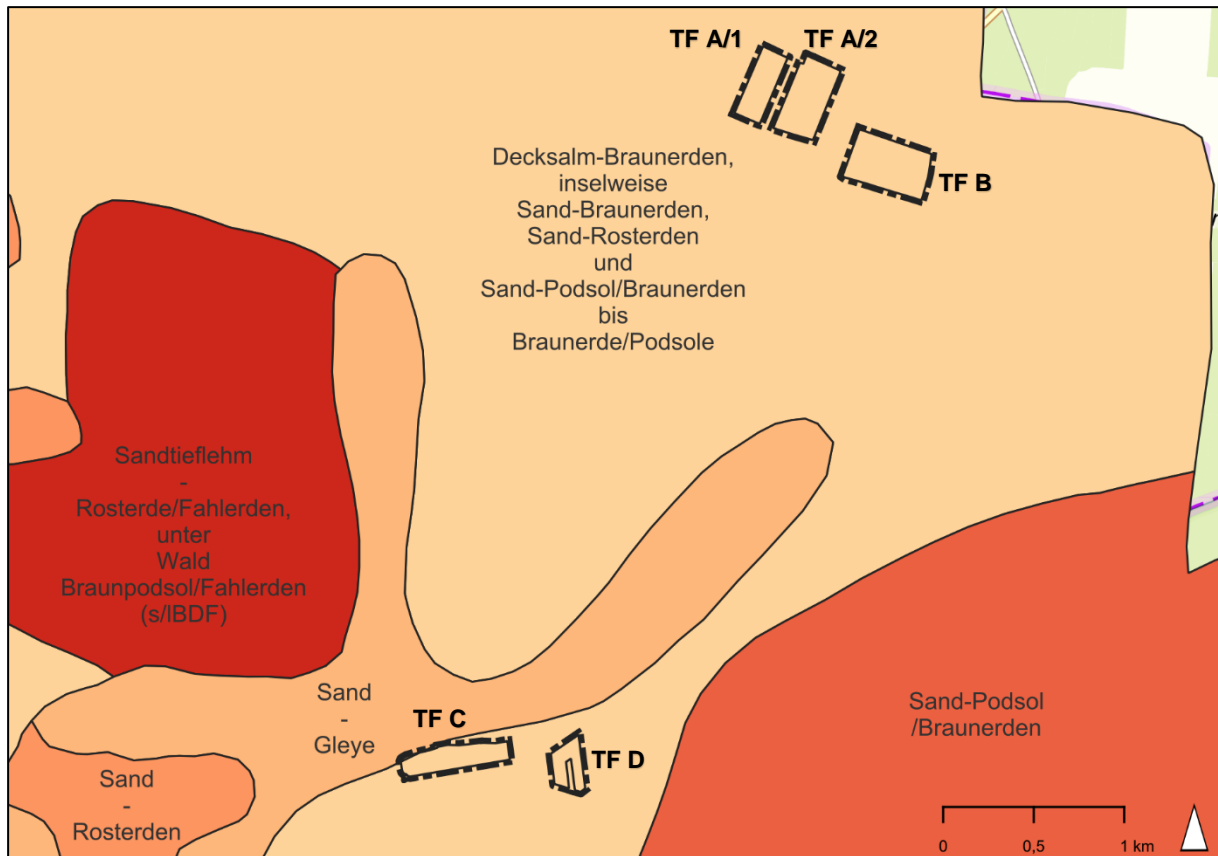 TF A/1
TF A/2
TF B
Decksalm-Braunerden,
inselweise
Sand-Braunerden,
Sand-Rosterden
und
Sand-Podsol/Braunerden
bis
Braunerde/Podsole
Sandtieflehm
-
Rosterde/Fahlerden,
unter
Wald
Braunpodsol/Fahlerden
(s/lBDF)
Sand
-
Gleye
TF C
TF D
Sand-Podsol
/Braunerden
Sand
-
Rosterden
0 0,5 1 km